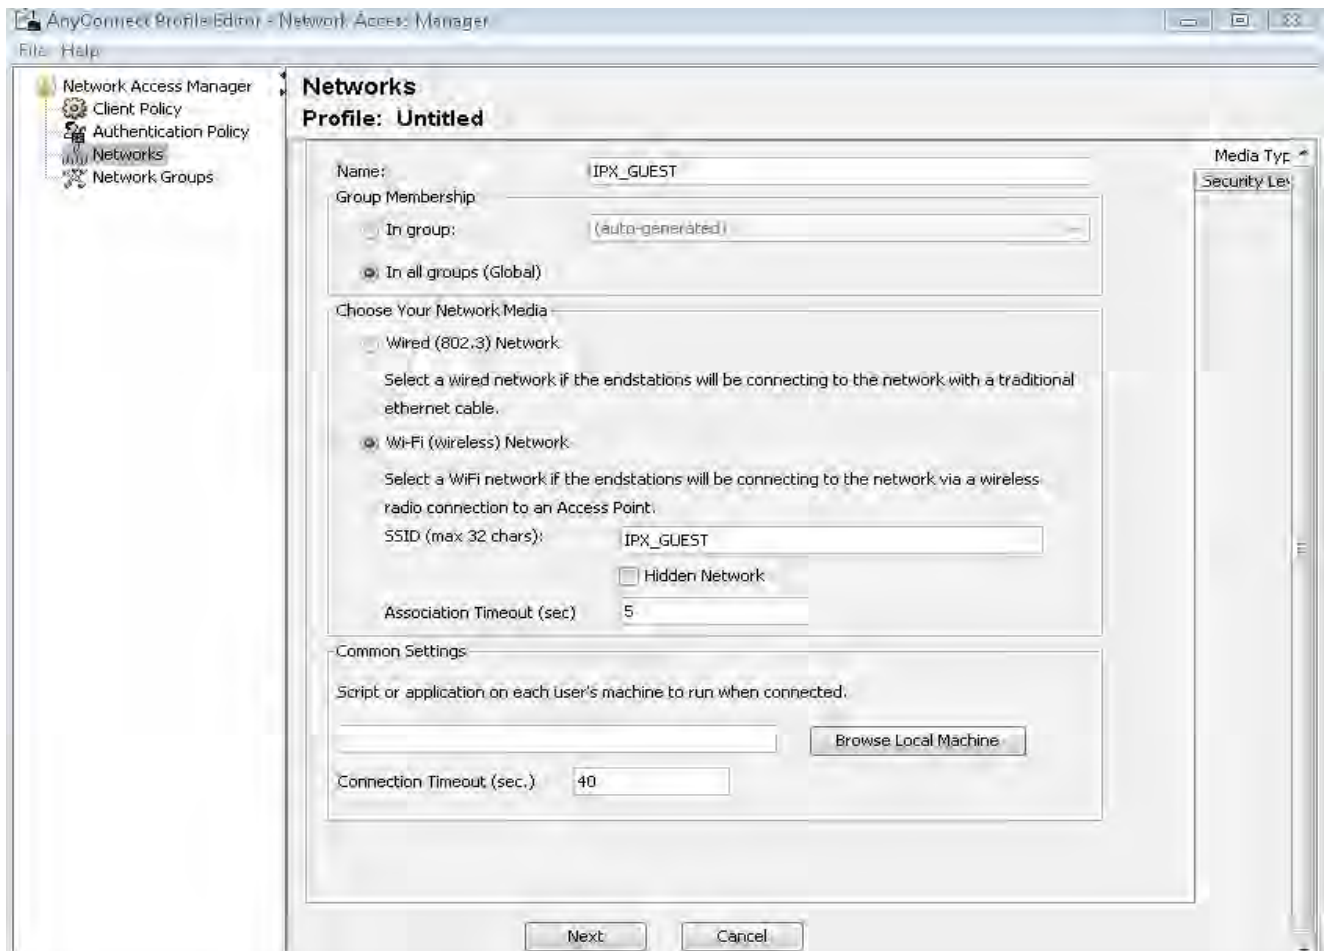 AnyConnect Profile Editor - Network Access Manager
File Help
Network Access Manager
Client Policy
Authentication Policy
Networks
Network Groups
Networks
Profile: Untitled
Media Typ
Security Lev
Name: IPX_GUEST
Group Membership
In group: (auto-generated)
In all groups (Global)
Choose Your Network Media
Wired (802.3) Network
Select a wired network if the endstations will be connecting to the network with a traditional
ethernet cable.
Wi-Fi (wireless) Network
Select a WiFi network if the endstations will be connecting to the network via a wireless
radio connection to an Access Point.
SSID (max 32 chars): IPX_GUEST
Hidden Network
Association Timeout (sec) 5
Common Settings
Script or application on each user's machine to run when connected.
Browse Local Machine
Connection Timeout (sec.) 40
Next Cancel